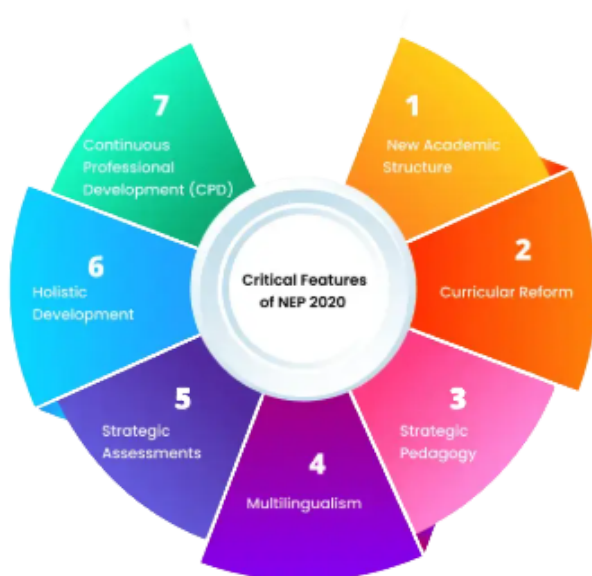 Critical Features
of NEP 2020
1
New Academic
Structure
2
Curricular Reform
3
Strategic
Pedagogy
4
Multilingualism
5
Strategic
Assessments
6
Holistic
Development
7
Continuous
Professional
Development (CPD)